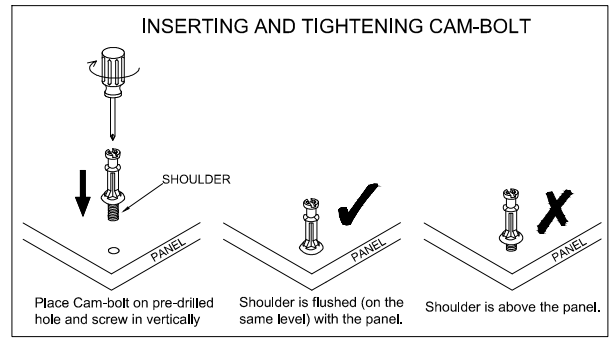 INSERTING AND TIGHTENING CAM-BOLT
SHOULDER
PANEL
PANEL
PANEL
Place Cam-bolt on pre-drilled
hole and screw in vertically
Shoulder is flushed (on the
same level) with the panel.
Shoulder is above the panel.